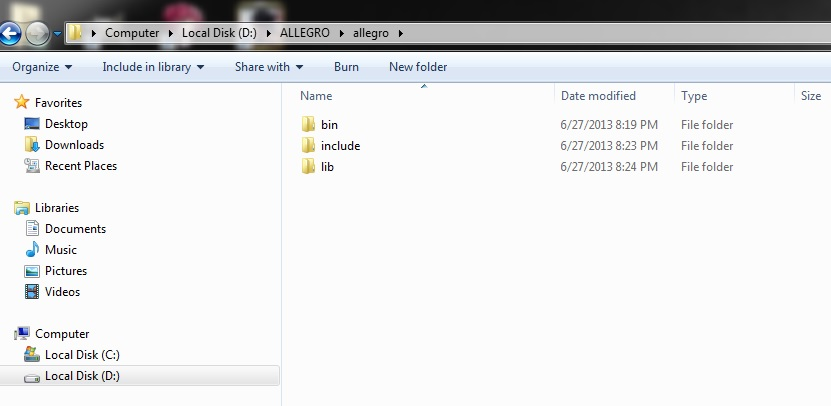 Computer Local Disk (D:) ALLEGRO allegro
Organize Include in library Share with Burn New folder
Favorites
Desktop
Downloads
Recent Places
Libraries
Documents
Music
Pictures
Videos
Computer
Local Disk (C:)
Local Disk (D:)
Name Date modified Type Size
bin 6/27/2013 8:19 PM File folder
include 6/27/2013 8:23 PM File folder
lib 6/27/2013 8:24 PM File folder